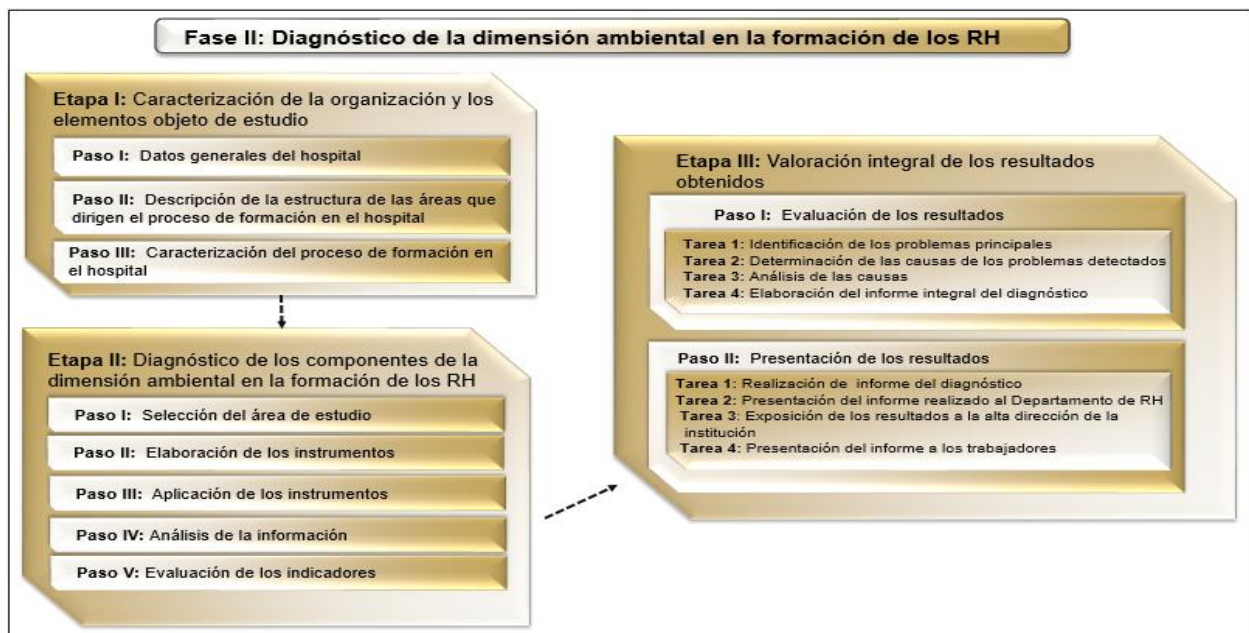 Fase II: Diagnóstico de la dimensión ambiental en la formación de los RH
Etapa I: Caracterización de la organización y los
elementos objeto de estudio
Paso I: Datos generales del hospital
Paso II: Descripción de la estructura de las áreas que
dirigen el proceso de formación en el hospital
Paso III: Caracterización del proceso de formación en
el hospital
Etapa II: Diagnóstico de los componentes de la
dimensión ambiental en la formación de los RH
Paso I: Selección del área de estudio
Paso II: Elaboración de los instrumentos
Paso III: Aplicación de los instrumentos
Paso IV: Análisis de la información
Paso V: Evaluación de los indicadores
Etapa III: Valoración integral de los resultados
obtenidos
Paso I: Evaluación de los resultados
Tarea 1: Identificación de los problemas principales
Tarea 2: Determinación de las causas de los problemas detectados
Tarea 3: Análisis de las causas
Tarea 4: Elaboración del informe integral del diagnóstico
Paso II: Presentación de los resultados
Tarea 1: Realización de informe del diagnóstico
Tarea 2: Presentación del informe realizado al Departamento de RH
Tarea 3: Exposición de los resultados a la alta dirección de la
institución
Tarea 4: Presentación del informe a los trabajadores